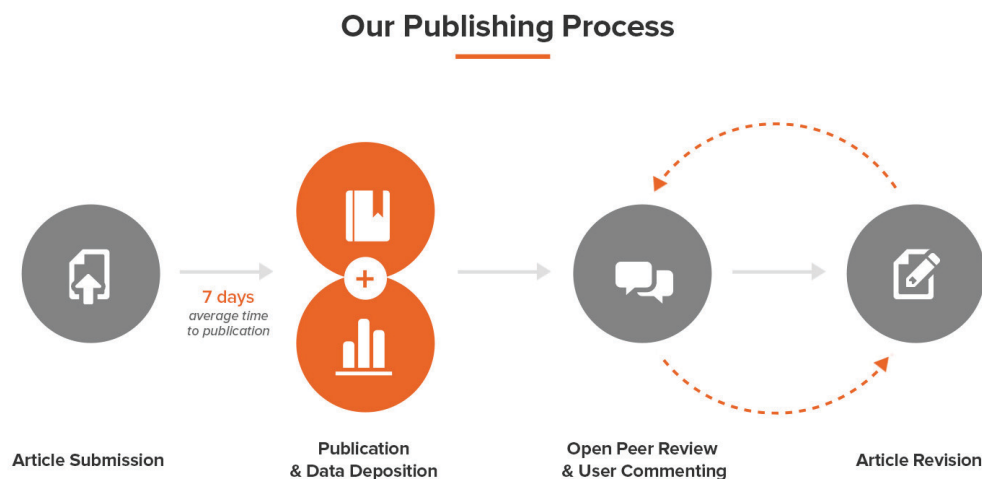 Our Publishing Process
7 days
average time
to publication
Article Submission
Publication
& Data Deposition
Open Peer Review
& User Commenting
Article Revision